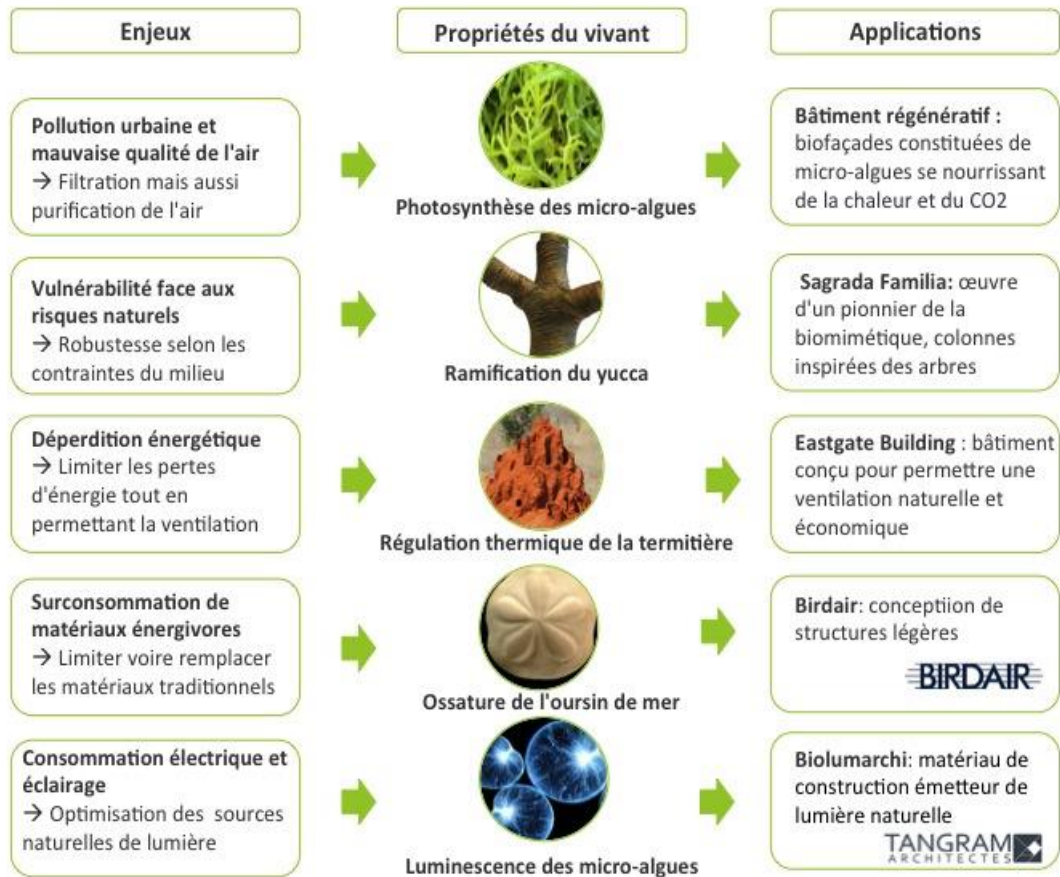 Enjeux
Propriétés du vivant
Applications
Pollution urbaine et
mauvaise qualité de l'air
→ Filtration mais aussi
purification de l'air
Photosynthèse des micro-algues
Bâtiment régénératif :
biofaçades constituées de
micro-algues se nourrissant
de la chaleur et du CO2
Vulnérabilité face aux
risques naturels
→ Robustesse selon les
contraintes du milieu
Ramification du yucca
Sagrada Familia: œuvre
d'un pionnier de la
biomimétique, colonnes
inspirées des arbres
Déperdition énergétique
→ Limiter les pertes
d'énergie tout en
permettant la ventilation
Régulation thermique de la termitière
Eastgate Building : bâtiment
conçu pour permettre une
ventilation naturelle et
économique
Surconsommation de
matériaux énergivores
→ Limiter voire remplacer
les matériaux traditionnels
Ossature de l'oursin de mer
Birdair: conceptiion de
structures légères
BIRDAIR
Consommation électrique et
éclairage
→ Optimisation des sources
naturelles de lumière
Luminescence des micro-algues
Biolumarchi: matériau de
construction émetteur de
lumière naturelle
TANGRAM
ARCHITECTES